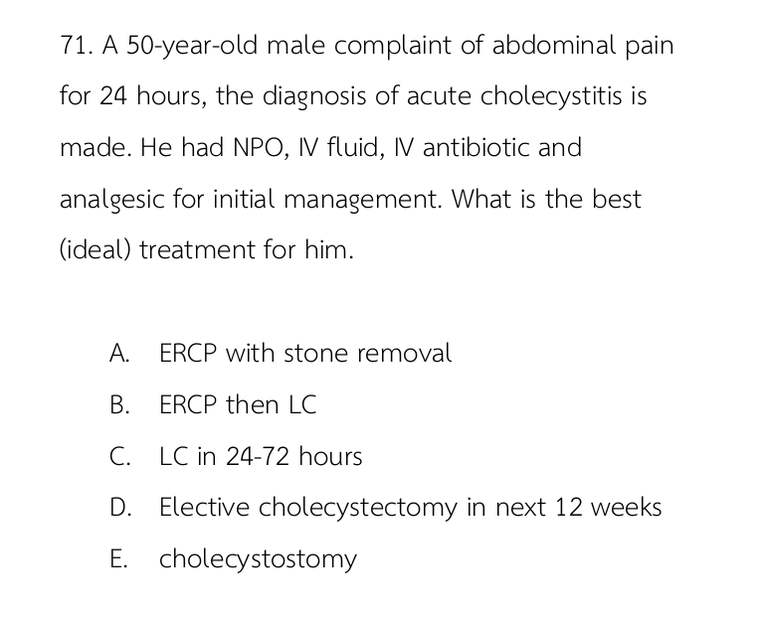 71. A 50-year-old male complaint of abdominal pain
for 24 hours, the diagnosis of acute cholecystitis is
made. He had NPO, IV fluid, IV antibiotic and
analgesic for initial management. What is the best
(ideal) treatment for him.
A. ERCP with stone removal
B. ERCP then LC
C. LC in 24-72 hours
D. Elective cholecystectomy in next 12 weeks
E. cholecystostomy